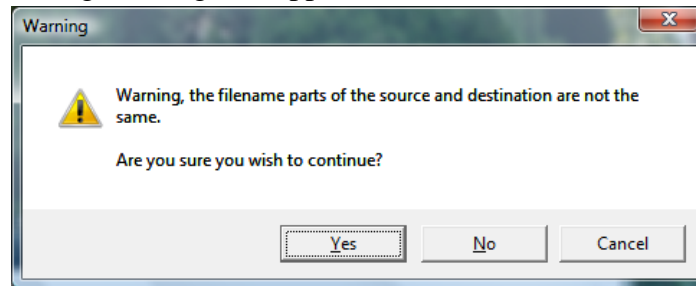 Warning
Warning, the filename parts of the source and destination are not the
same.
Are you sure you wish to continue?
Yes
No
Cancel